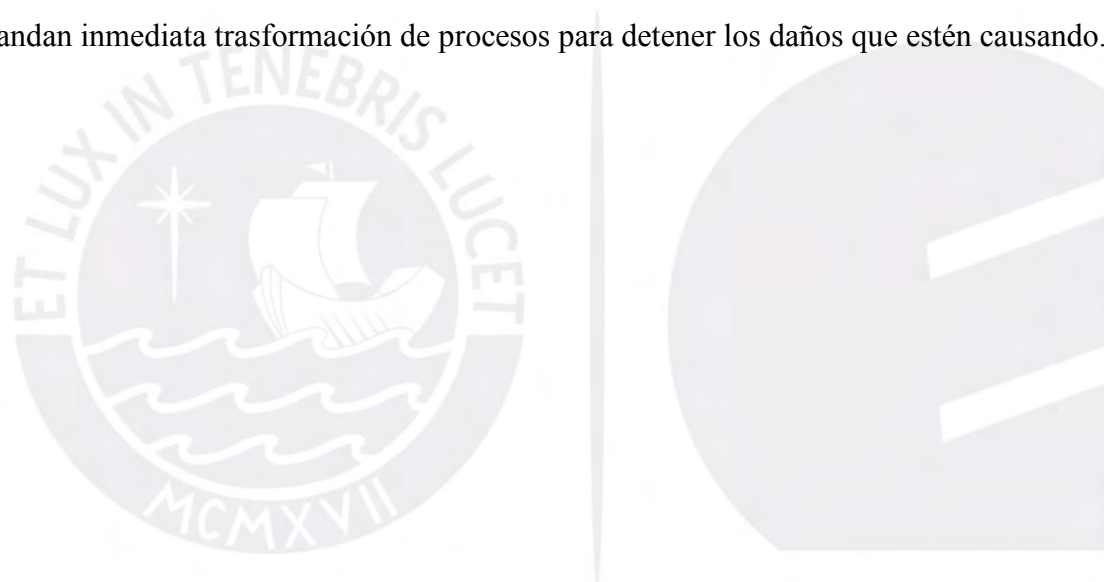 andan inmediata trasformación de procesos para detener los daños que estén causando.
ET LUX IN TENEBRIS LUCET
MCMXVII